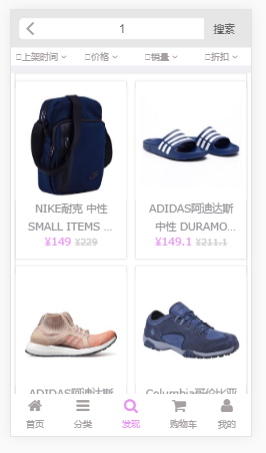 1 搜索
□上架时间 □价格 □销量 □折扣
NIKE耐克 中性
SMALL ITEMS ...
¥149 ¥229
ADIDAS阿迪达斯
中性 DURAMO...
¥149.1 ¥211.1
ADIDAS阿迪达斯
Columbia哥伦比亚
首页 分类 发现 购物车 我的